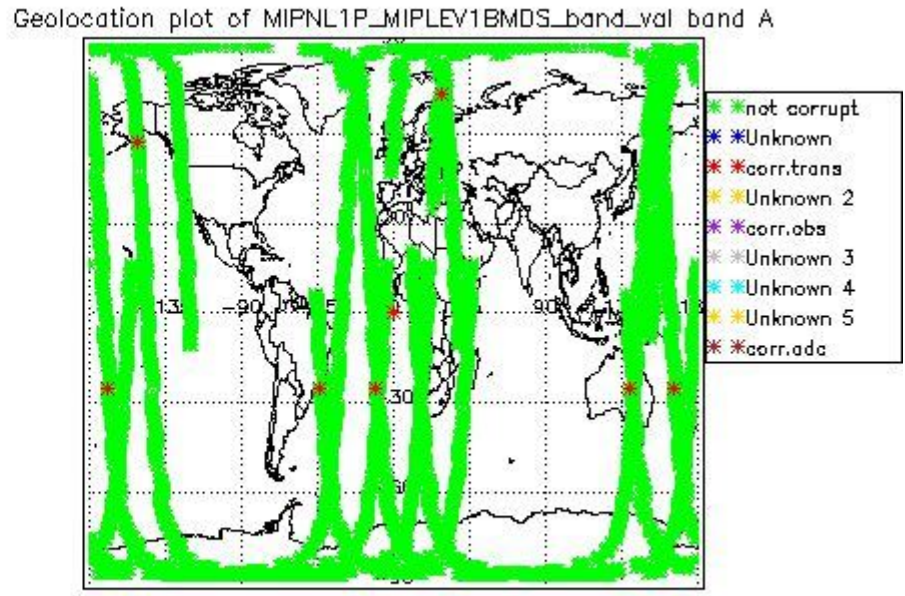 Geolocation plot of MIPNL1P_MIPLEV1BMDS_band_val band A
not corrupt
Unknown
corr.trans
Unknown 2
corr.obs
Unknown 3
Unknown 4
Unknown 5
corr.adc
-90
90
30